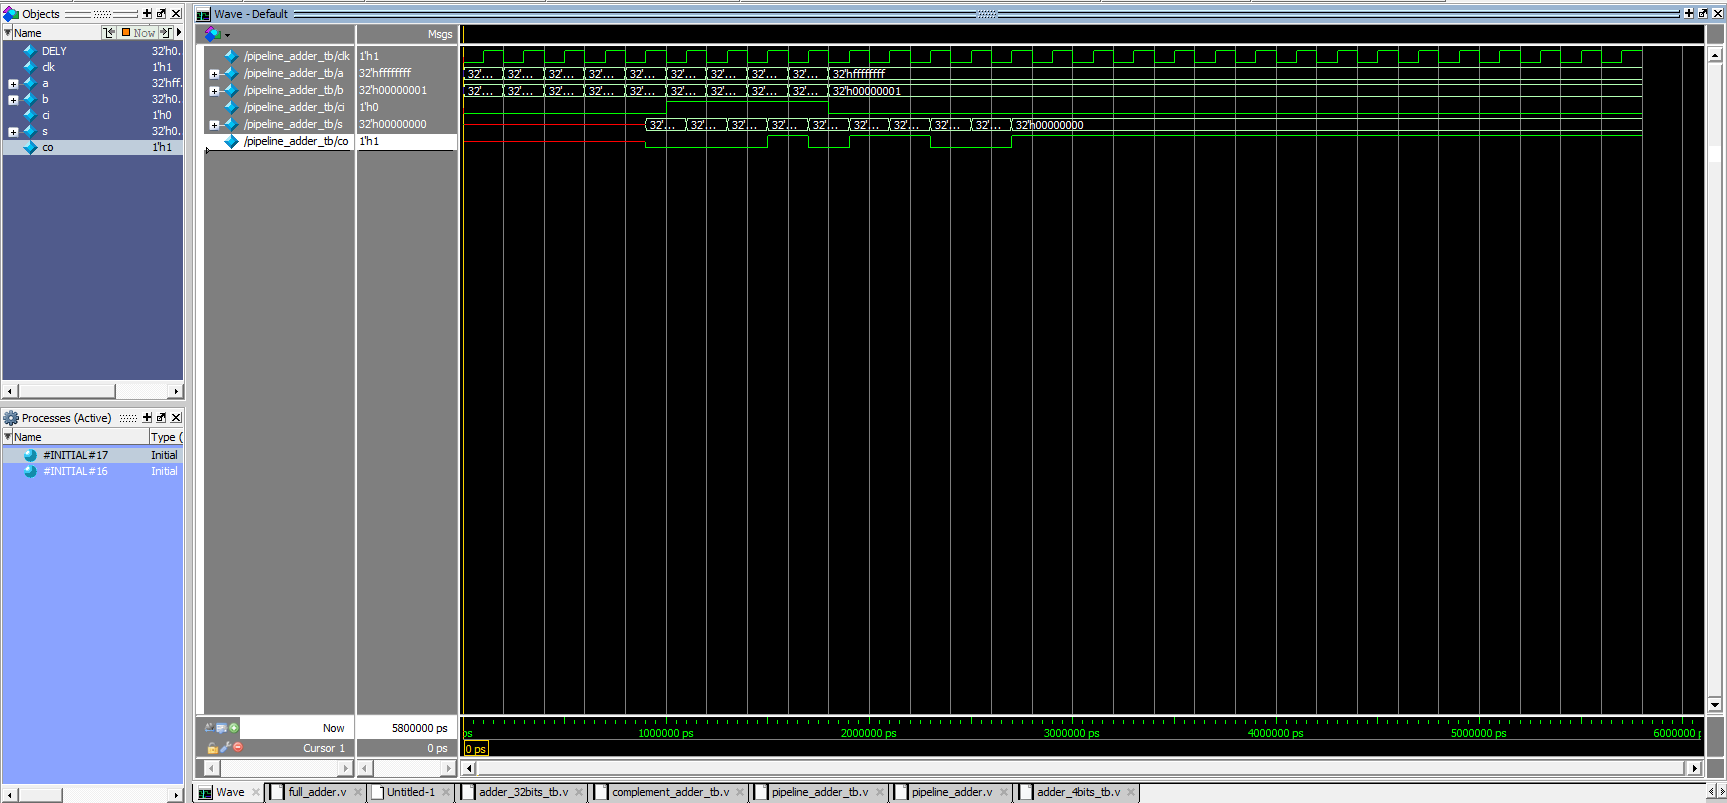 Objects
Name
Now
DELY 32'h0.
clk 1'h1
a 32'hff.
b 32'h0.
ci 1'h0
s 32'h0.
co 1'h1
Processes (Active)
Name Type (
#INITIAL#17 Initial
#INITIAL#16 Initial
Wave - Default
Msgs
/pipeline_adder_tb/clk 1'h1
/pipeline_adder_tb/a 32'hffffffff 32'... 32'... 32'... 32'... 32'... 32'... 32'... 32'... 32'... 32'hffffffff
/pipeline_adder_tb/b 32'h00000001 32'... 32'... 32'... 32'... 32'... 32'... 32'... 32'... 32'... 32'h00000001
/pipeline_adder_tb/ci 1'h0
/pipeline_adder_tb/s 32'h00000000 32'... 32'... 32'... 32'... 32'... 32'... 32'... 32'... 32'... 32'h00000000
/pipeline_adder_tb/co 1'h1
Now 5800000 ps
ps 1000000 ps 2000000 ps 3000000 ps 4000000 ps 5000000 ps 6000000 p
Cursor 1 0 ps 0 ps
Wave full_adder.v Untitled-1 adder_32bits_tb.v complement_adder_tb.v pipeline_adder_tb.v pipeline_adder.v adder_4bits_tb.v